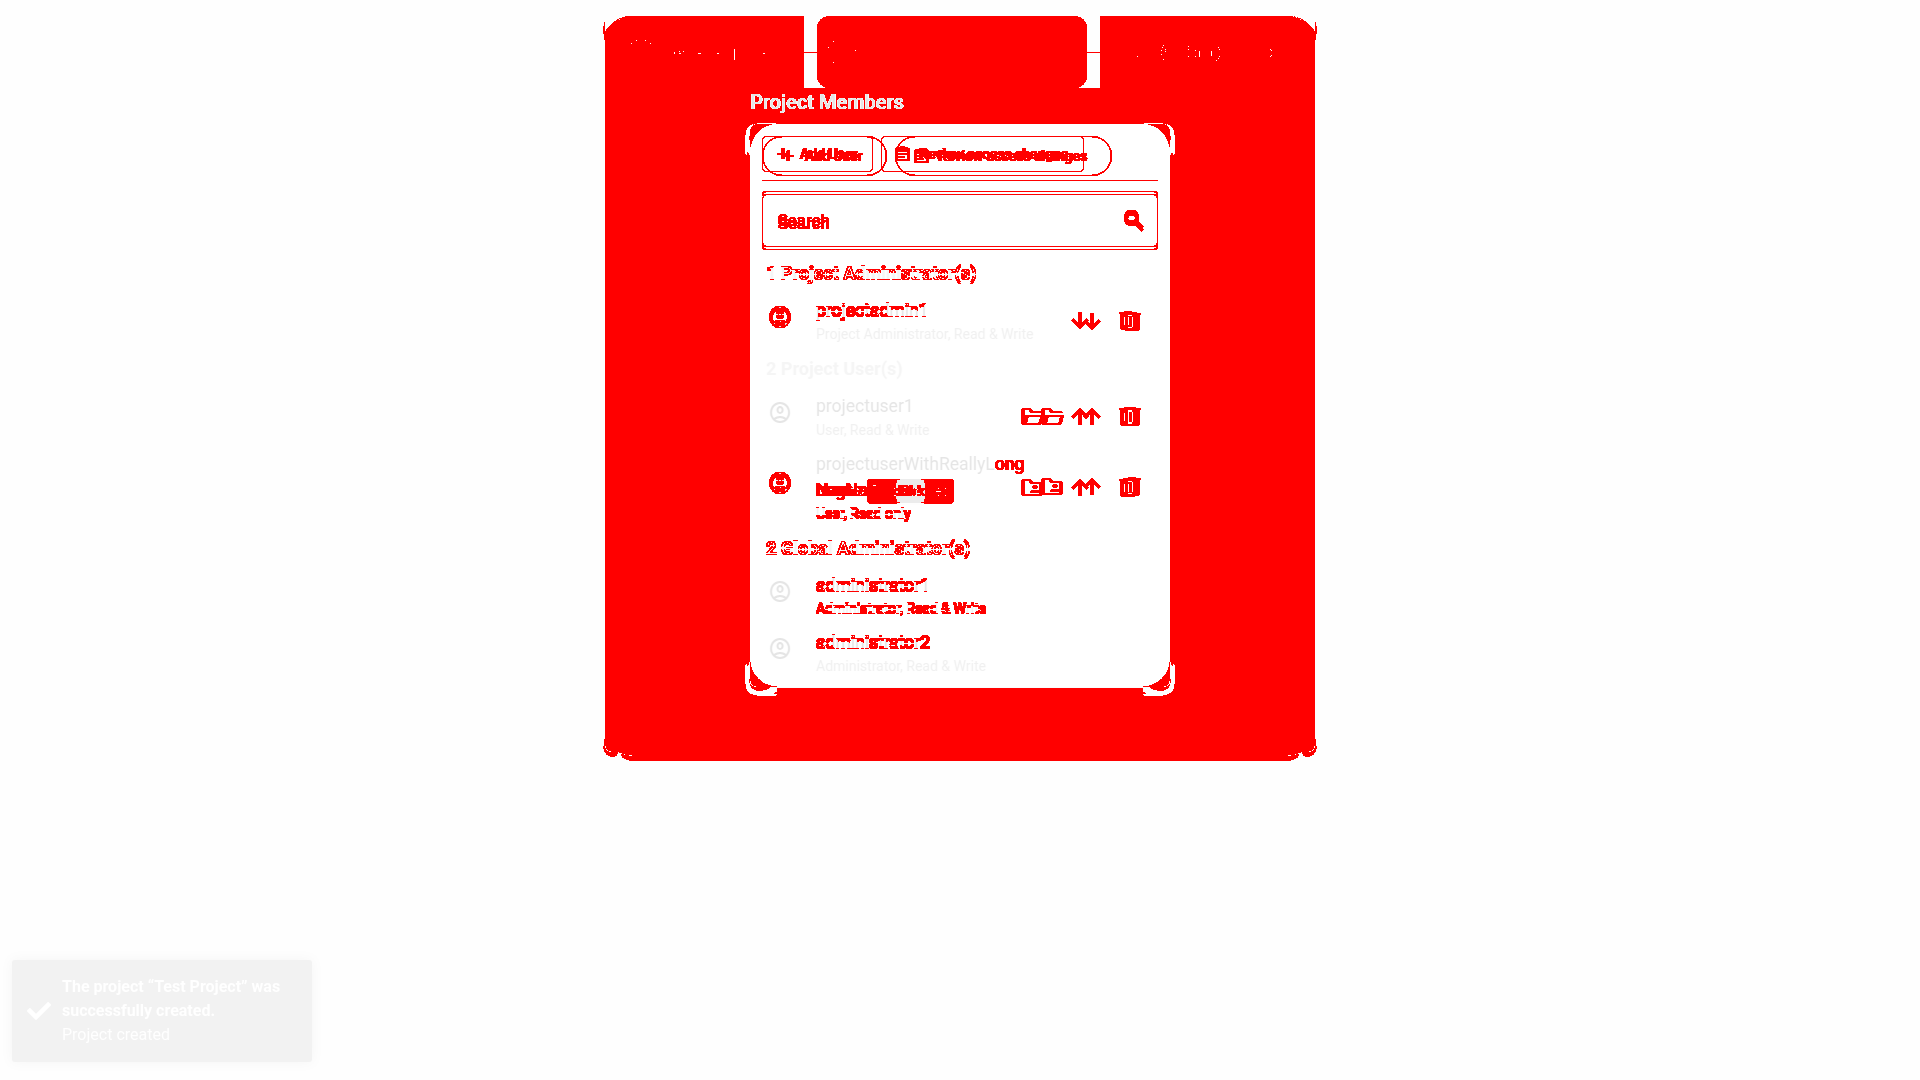 Project Members
Add User
Search
1 Project Administrator(s)
projectadmin1
Project Administrator, Read & Write
2 Project User(s)
projectuser1
User, Read & Write
projectuserWithReallyLong
User, Read only
2 Global Administrator(s)
administrator1
Administrator, Read & Write
administrator2
Administrator, Read & Write
The project "Test Project" was
successfully created.
Project created